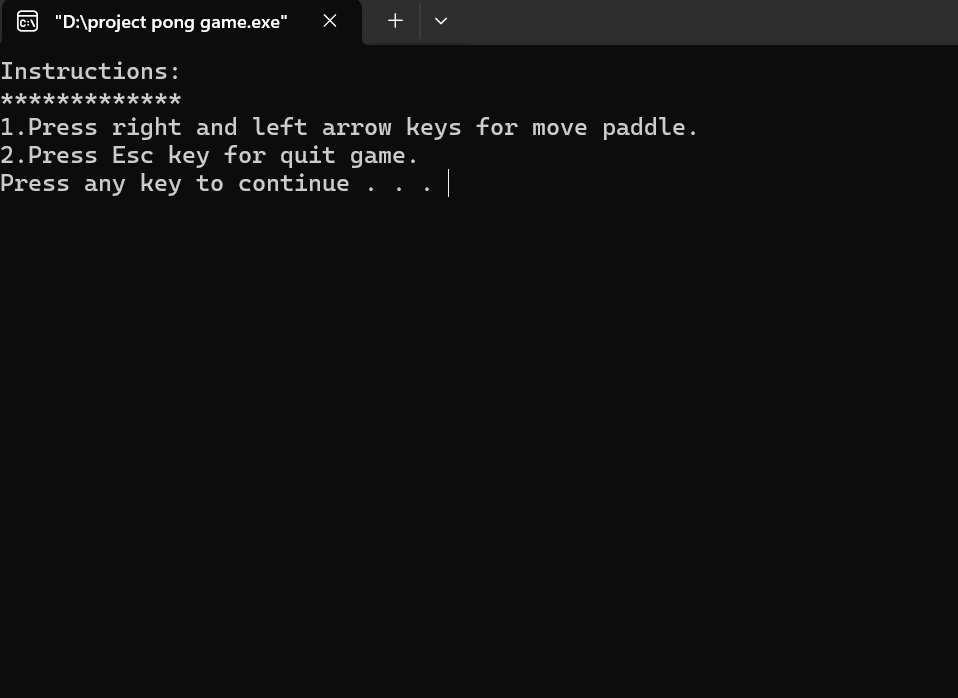 "D:\project pong game.exe"
Instructions:
*************
1.Press right and left arrow keys for move paddle.
2.Press Esc key for quit game.
Press any key to continue . . .